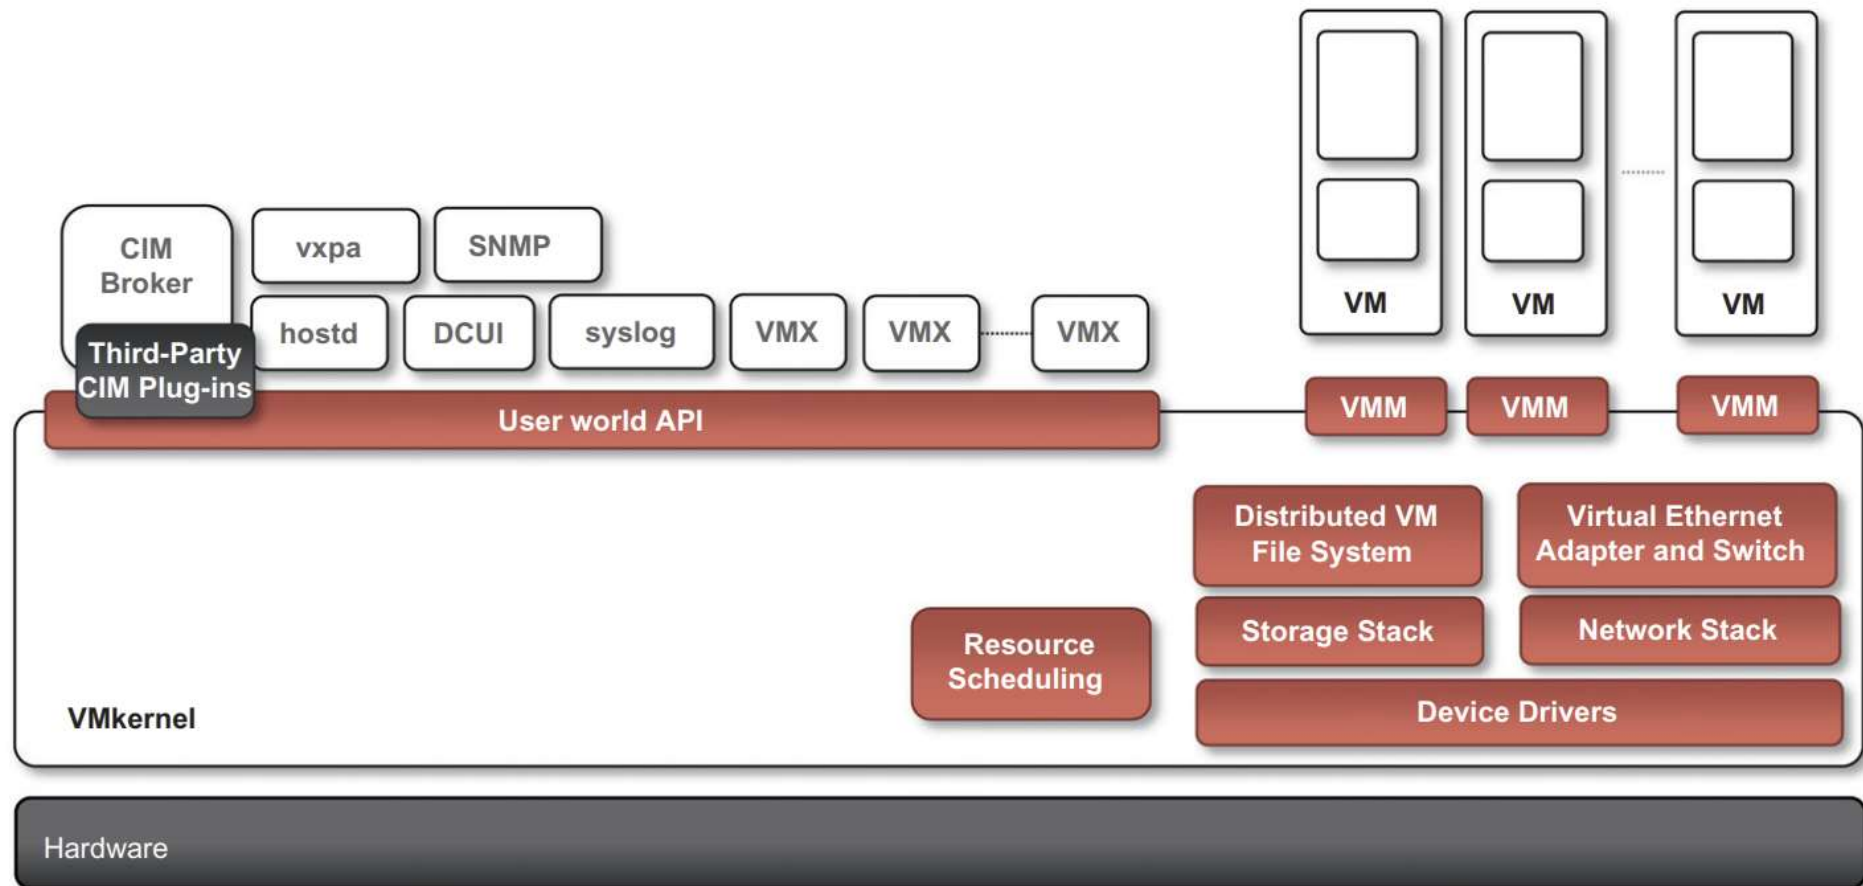 CIM
Broker
vxpa
SNMP
Third-Party
CIM Plug-ins
hostd
DCUI
syslog
VMX
VMX
VMX
VM
VM
VM
User world API
VMM
VMM
VMM
Distributed VM
File System
Virtual Ethernet
Adapter and Switch
Resource
Scheduling
Storage Stack
Network Stack
Device Drivers
VMkernel
Hardware